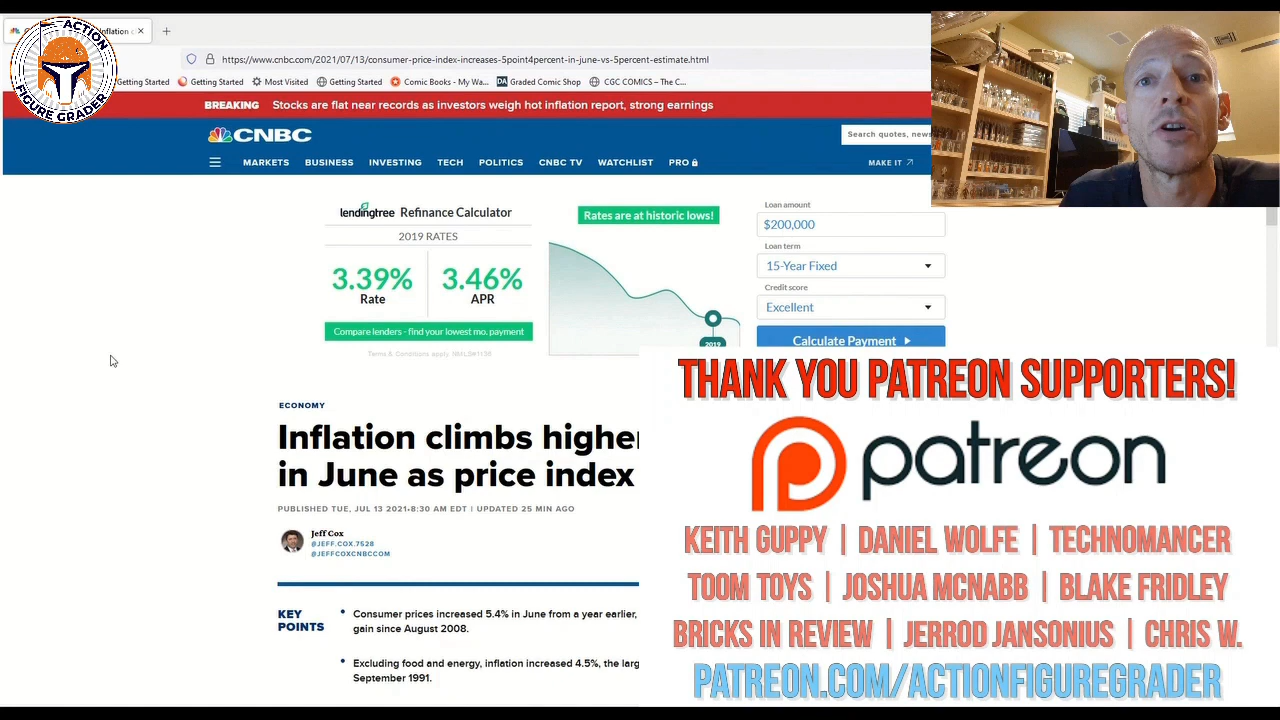 Inflation c
ACTION
FIGURE GRADER
https://www.cnbc.com/2021/07/13/consumer-price-index-increases-5point4percent-in-june-vs-5percent-estimate.html
Getting Started Getting Started Most Visited Getting Started Comic Books - My Wa... DA Graded Comic Shop CGC COMICS – The C...
BREAKING Stocks are flat near records as investors weigh hot inflation report, strong earnings
CNBC
Search quotes, news
MARKETS BUSINESS INVESTING TECH POLITICS CNBC TV WATCHLIST PRO
MAKE IT
lendingtree Refinance Calculator
2019 RATES
3.39% 3.46%
Rate APR
Compare lenders - find your lowest mo. payment
Terms & Conditions apply. NMLS#1136
Rates are at historic lows!
2019
Loan amount
$200,000
Loan term
15-Year Fixed
Credit score
Excellent
Calculate Payment
ECONOMY
Inflation climbs higher
in June as price index
PUBLISHED TUE, JUL 13 2021•8:30 AM EDT | UPDATED 25 MIN AGO
Jeff Cox
@JEFF.COX.7528
@JEFFCOXCNBCCOM
KEY
POINTS
Consumer prices increased 5.4% in June from a year earlier,
gain since August 2008.
Excluding food and energy, inflation increased 4.5%, the larg
September 1991.
THANK YOU PATREON SUPPORTERS!
patreon
KEITH GUPPY | DANIEL WOLFE | TECHNOMANCER
TOOM TOYS | JOSHUA MCNABB | BLAKE FRIDLEY
BRICKS IN REVIEW | JERROD JANSONIUS | CHRIS W.
PATREON.COM/ACTIONFIGUREGRADER